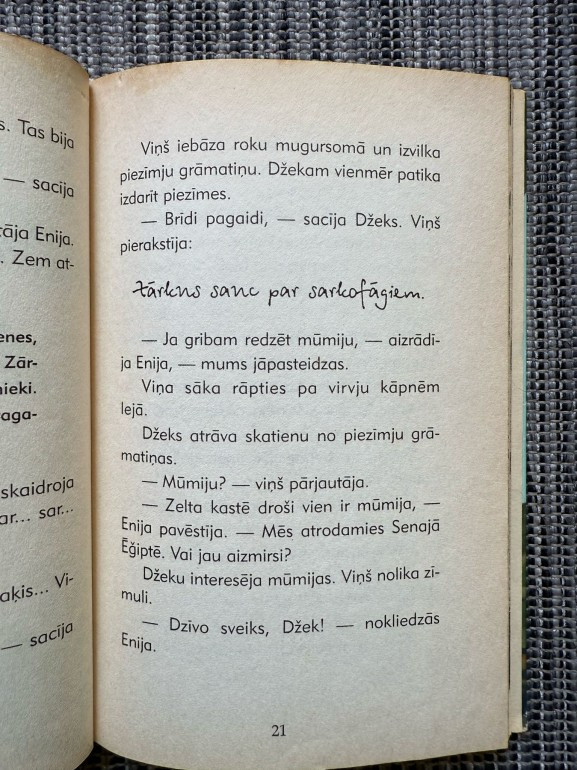 s. Tas bija
— sacīja
tāja Enija.
. Zem at-
enes,
Zār-
nieki.
raga-
skaidroja
ar... sar...
aķis... Vi-
— sacīja
Viņš iebāza roku mugursomā un izvilka
piezīmju grāmatiņu. Džekam vienmēr patika
izdarīt piezīmes.
— Brīdi pagaidi, — sacīja Džeks. Viņš
pierakstīja:
zārkus sauc par sarkofāgiem.
— Ja gribam redzēt mūmiju, — aizrādī-
ja Enija, — mums jāpasteidzas.
Viņa sāka rāpties pa virvju kāpnēm
lejā.
Džeks atrāva skatienu no piezīmju grā-
matiņas.
— Mūmiju? — viņš pārjautāja.
— Zelta kastē droši vien ir mūmija, —
Enija pavēstīja. — Mēs atrodamies Senajā
Ēģiptē. Vai jau aizmirsi?
Džeku interesēja mūmijas. Viņš nolika zī-
muli.
— Dzīvo sveiks, Džek! — nokliedzās
Enija.
21